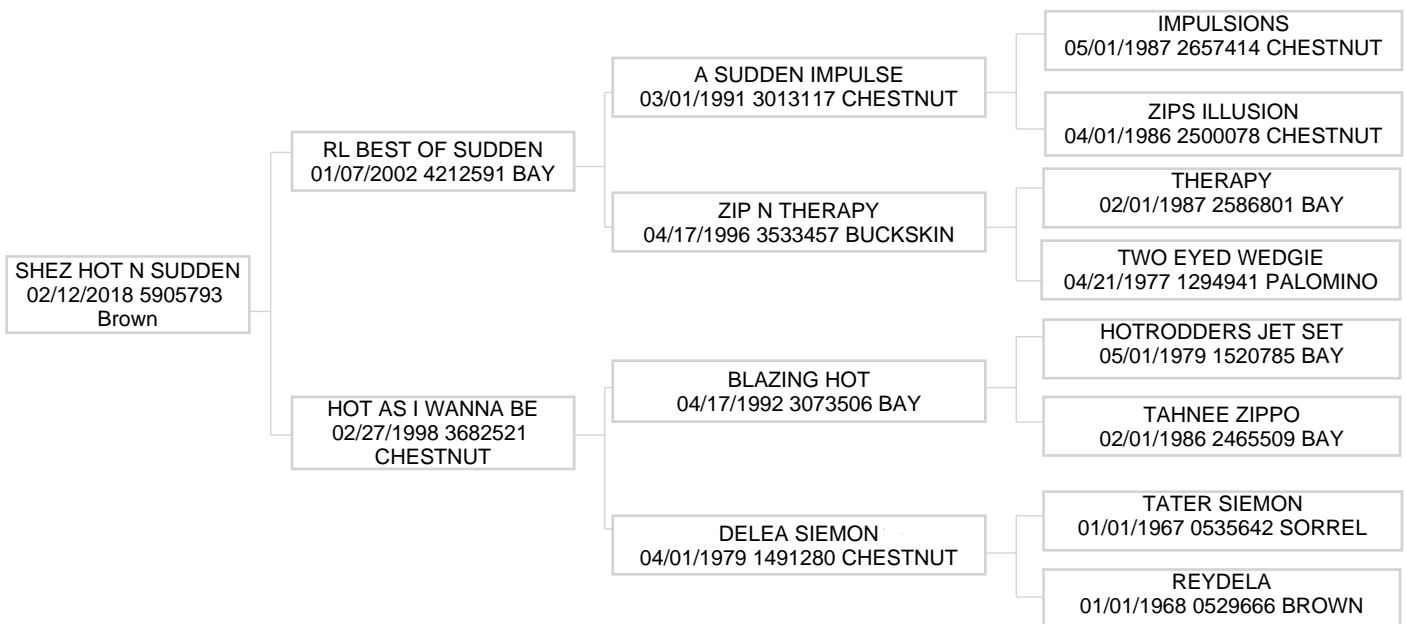 SHEZ HOT N SUDDEN
02/12/2018 5905793
Brown
RL BEST OF SUDDEN
01/07/2002 4212591 BAY
HOT AS I WANNA BE
02/27/1998 3682521
CHESTNUT
A SUDDEN IMPULSE
03/01/1991 3013117 CHESTNUT
ZIP N THERAPY
04/17/1996 3533457 BUCKSKIN
BLAZING HOT
04/17/1992 3073506 BAY
DELEA SIEMON
04/01/1979 1491280 CHESTNUT
IMPULSIONS
05/01/1987 2657414 CHESTNUT
ZIPS ILLUSION
04/01/1986 2500078 CHESTNUT
THERAPY
02/01/1987 2586801 BAY
TWO EYED WEDGIE
04/21/1977 1294941 PALOMINO
HOTRODDERS JET SET
05/01/1979 1520785 BAY
TAHNEE ZIPPO
02/01/1986 2465509 BAY
TATER SIEMON
01/01/1967 0535642 SORREL
REYDELA
01/01/1968 0529666 BROWN